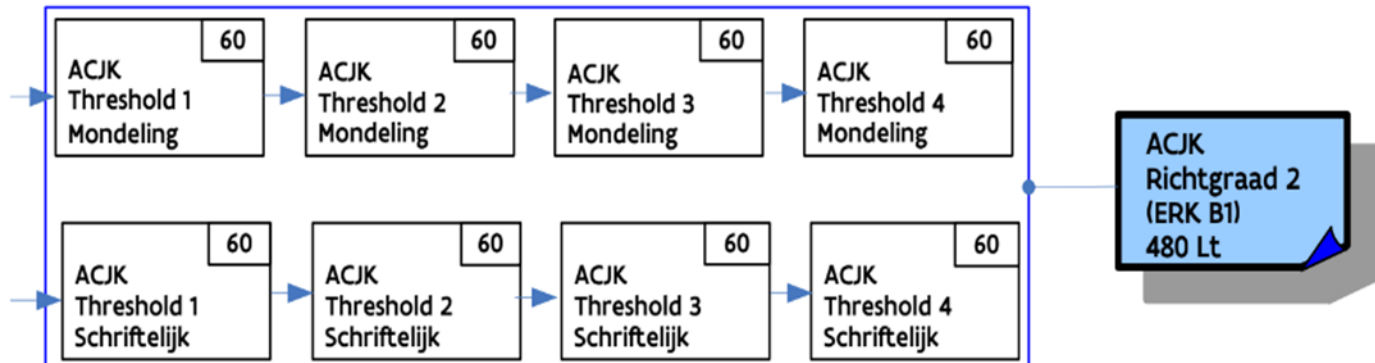 60
ACJK
Threshold 1
Mondeling
60
ACJK
Threshold 2
Mondeling
60
ACJK
Threshold 3
Mondeling
60
ACJK
Threshold 4
Mondeling
60
ACJK
Threshold 1
Schriftelijk
60
ACJK
Threshold 2
Schriftelijk
60
ACJK
Threshold 3
Schriftelijk
60
ACJK
Threshold 4
Schriftelijk
ACJK
Richtgraad 2
(ERK B1)
480 Lt